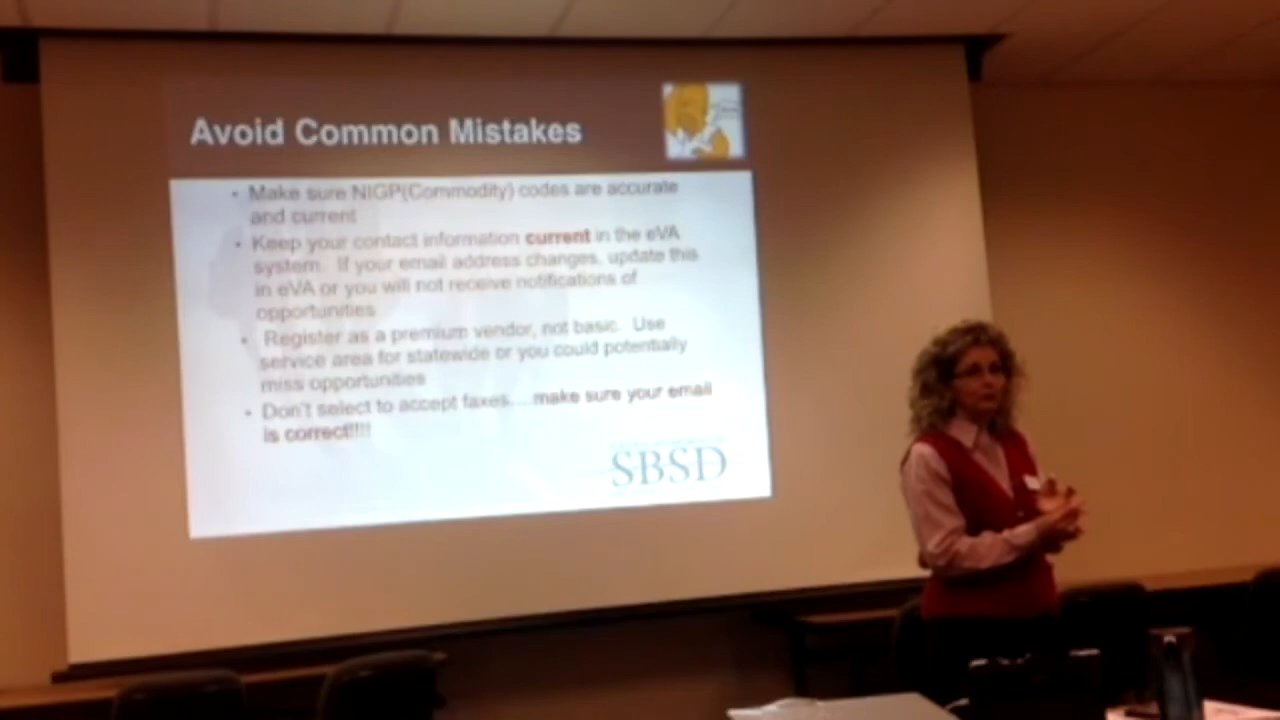 Avoid Common Mistakes
• Make sure NIGP(Commodity) codes are accurate
and current
• Keep your contact information current in the eVA
system. If your email address changes, update this
in eVA or you will not receive notifications of
opportunities
• Register as a premium vendor, not basic. Use
service area for statewide or you could potentially
miss opportunities
• Don't select to accept faxes... make sure your email
is correct!!!!
SBSD